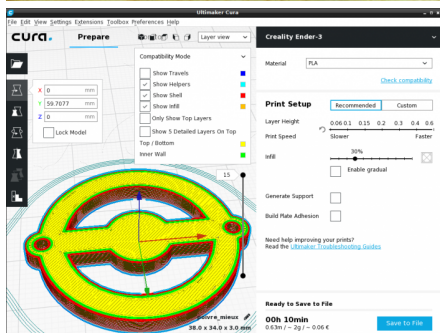 Ultimaker Cura
File Edit View Settings Extensions Toolbox Preferences Help
cura.
Prepare
Layer view
Creality Ender-3
Compatibility Mode
Show Travels
Show Helpers
Show Shell
Show Infill
Only Show Top Layers
Show 5 Detailed Layers On Top
Top / Bottom
Inner Wall
X 0 mm
Y 59.7077 mm
Z 0 mm
Lock Model
15
Material PLA
Check compatibility
Print Setup Recommended Custom
Layer Height 0.06 0.1 0.15 0.2 0.3 0.4 0.6
Print Speed Slower Faster
Infill 30%
Enable gradual
Generate Support
Build Plate Adhesion
Need help improving your prints?
Read the Ultimaker Troubleshooting Guides
38.0 x 34.0 x 3.0 mm
Ready to Save to File
00h 10min
0.63m / ~ 2g / ~ 0.06 €
Save to File